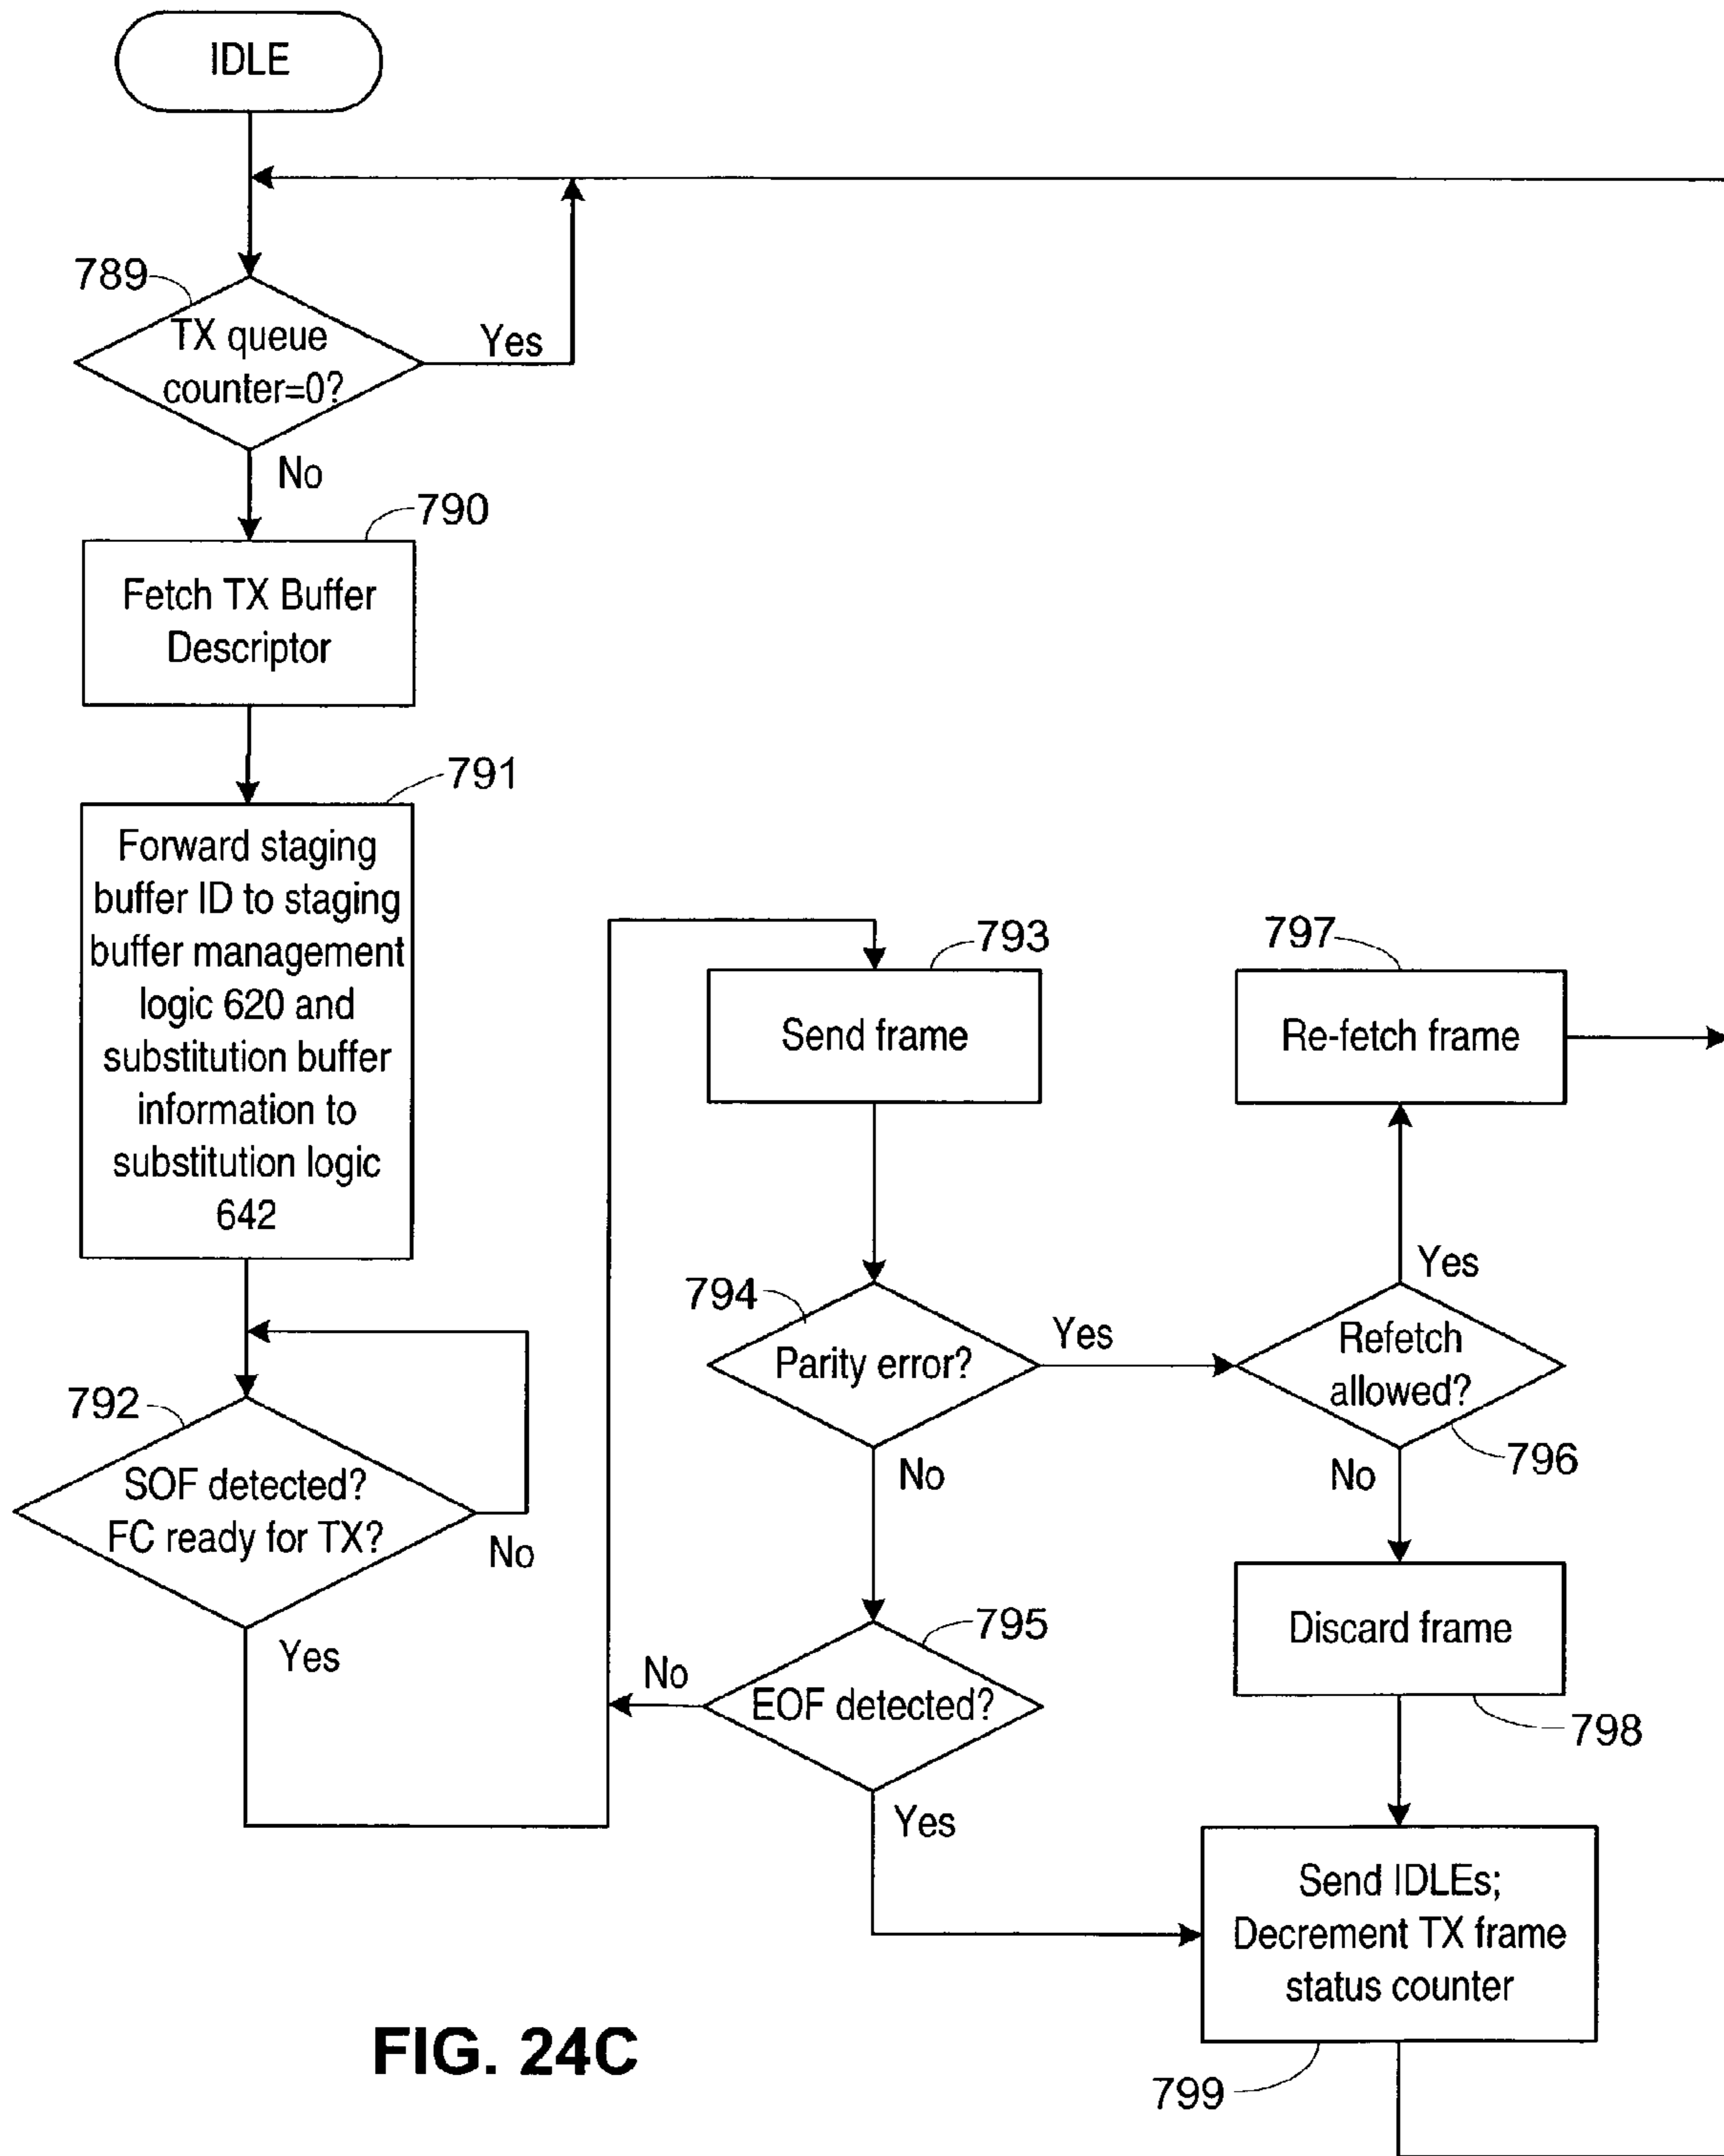 IDLE
789
TX queue
counter=0?
Yes
No
790
Fetch TX Buffer
Descriptor
791
Forward staging
buffer ID to staging
buffer management
logic 620 and
substitution buffer
information to
substitution logic
642
792
SOF detected?
FC ready for TX?
No
Yes
793
Send frame
794
Parity error?
Yes
No
795
EOF detected?
No
Yes
797
Re-fetch frame
Yes
Refetch
allowed?
796
No
Discard frame
798
Send IDLEs;
Decrement TX frame
status counter
799
FIG. 24C